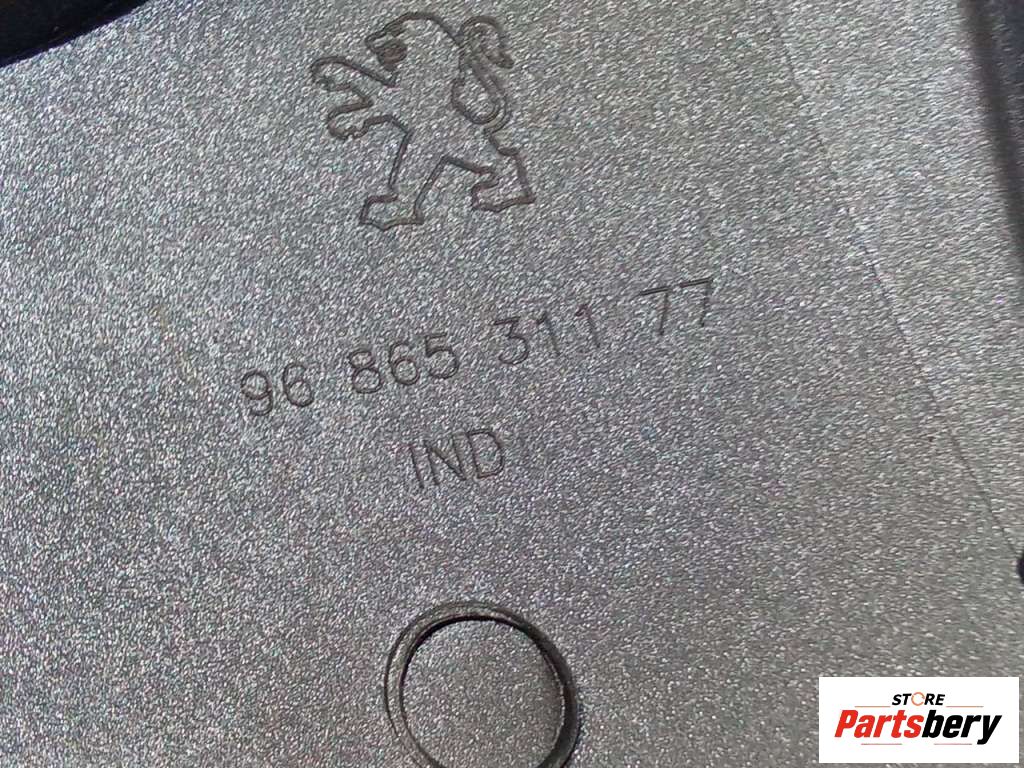 96 865 311 77
IND
STORE
Partsbery